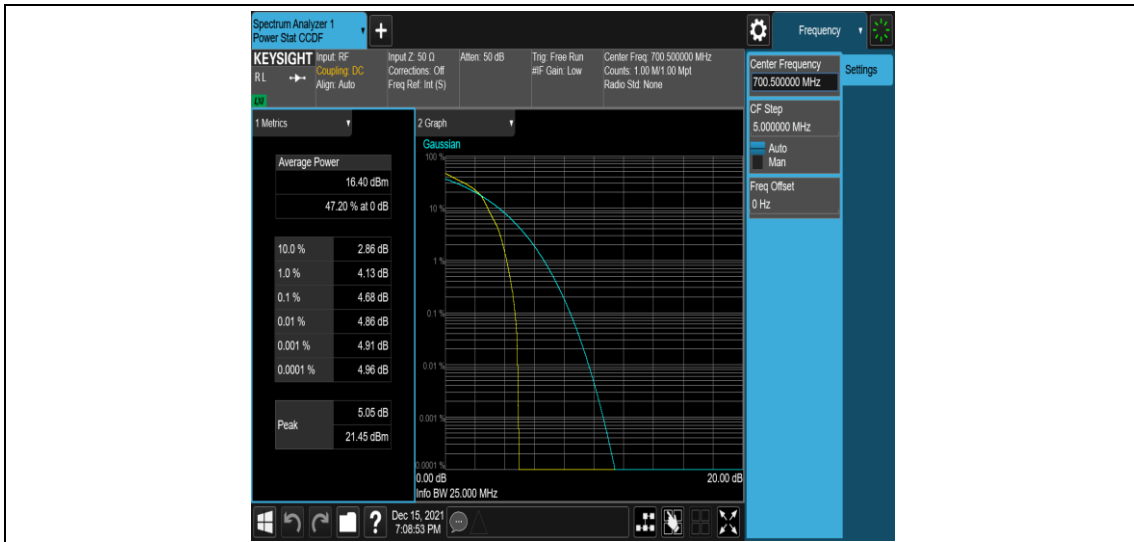 Spectrum Analyzer 1
Power Stat CCDF
+
Frequency
KEYSIGHT
RL
LXI
Input: RF
Coupling: DC
Align: Auto
Input Z: 50 Ω
Corrections: Off
Freq Ref: Int (S)
Atten: 50 dB
Trig: Free Run
#IF Gain: Low
Center Freq: 700.500000 MHz
Counts: 1.00 M/1.00 Mpt
Radio Std: None
Center Frequency
700.500000 MHz
Settings
CF Step
5.000000 MHz
Auto
Man
Freq Offset
0 Hz
1 Metrics
Average Power
16.40 dBm
47.20 % at 0 dB
10.0 % 2.86 dB
1.0 % 4.13 dB
0.1 % 4.68 dB
0.01 % 4.86 dB
0.001 % 4.91 dB
0.0001 % 4.96 dB
Peak
5.05 dB
21.45 dBm
2 Graph
Gaussian
100 %
10 %
1 %
0.1 %
0.01 %
0.001 %
0.0001 %
0.00 dB 20.00 dB
Info BW 25.000 MHz
?
Dec 15, 2021
7:08:53 PM